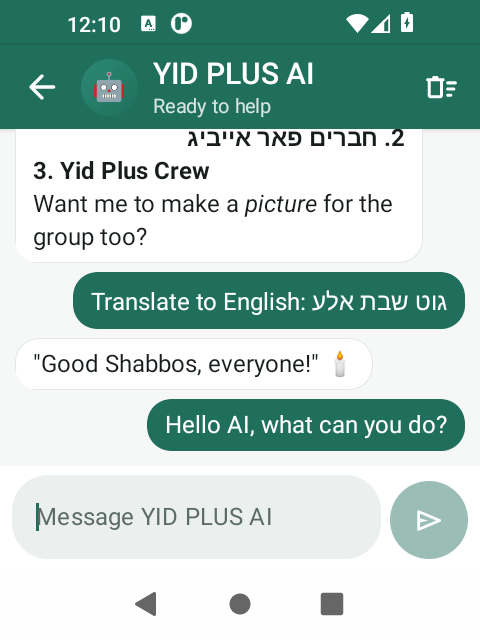 12:10
YID PLUS AI
Ready to help
2. חברים פאר אייביג
3. Yid Plus Crew
Want me to make a picture for the
group too?
Translate to English: גוט שבת אלע
"Good Shabbos, everyone!" 🕯️
Hello AI, what can you do?
Message YID PLUS AI